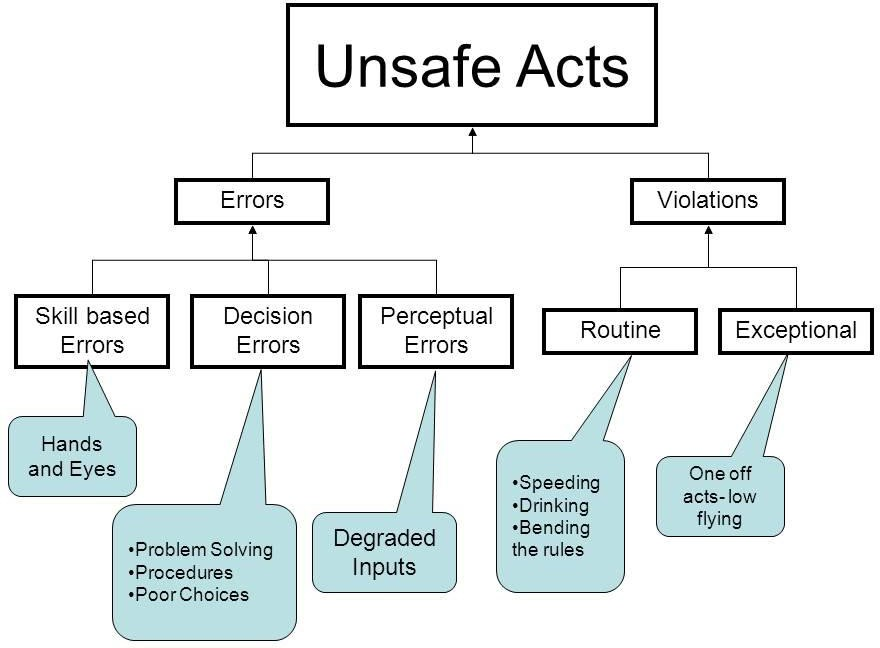 Unsafe Acts
Errors
Violations
Skill based
Errors
Decision
Errors
Perceptual
Errors
Routine
Exceptional
Hands
and Eyes
•Problem Solving
•Procedures
•Poor Choices
Degraded
Inputs
•Speeding
•Drinking
•Bending
the rules
One off
acts- low
flying